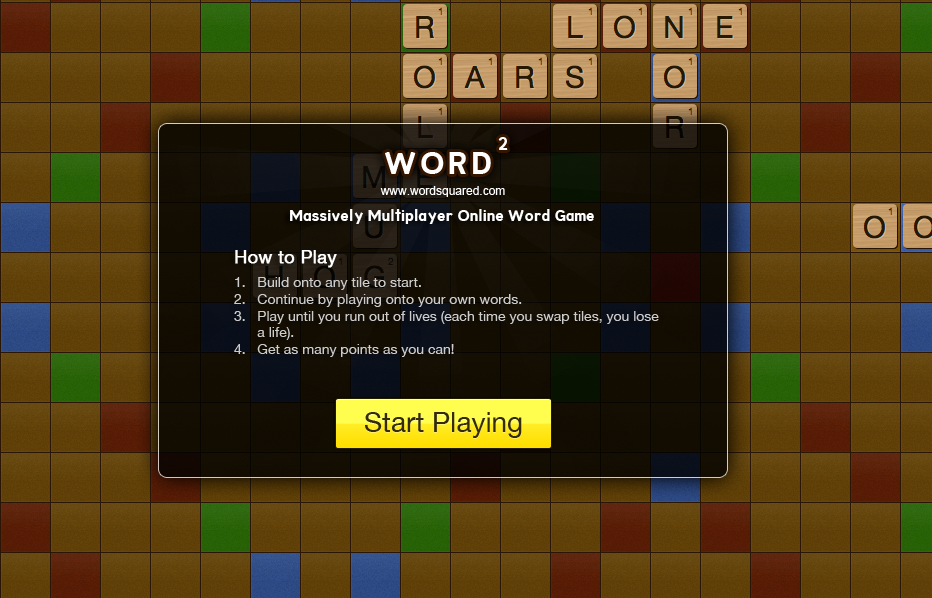 R L O N E
O A R S O
L R
WORD²
www.wordsquared.com
M E
Massively Multiplayer Online Word Game
U O O
How to Play
H O G
1. Build onto any tile to start.
2. Continue by playing onto your own words.
3. Play until you run out of lives (each time you swap tiles, you lose
a life).
4. Get as many points as you can!
Start Playing